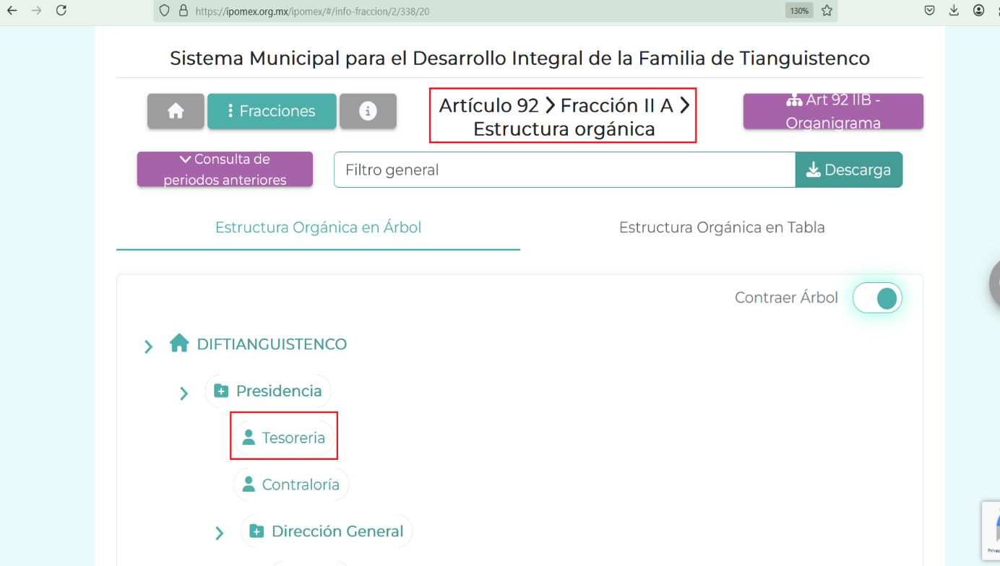 https://ipomex.org.mx/ipomex/#/info-fraccion/2/338/20
130%
Sistema Municipal para el Desarrollo Integral de la Familia de Tianguistenco
Fracciones
Artículo 92 > Fracción II A >
Estructura orgánica
Art 92 IIB -
Organigrama
Consulta de
periodos anteriores
Filtro general
Descarga
Estructura Orgánica en Árbol
Estructura Orgánica en Tabla
Contraer Árbol
DIFTIANGUISTENCO
Presidencia
Tesoreria
Contraloría
Dirección General